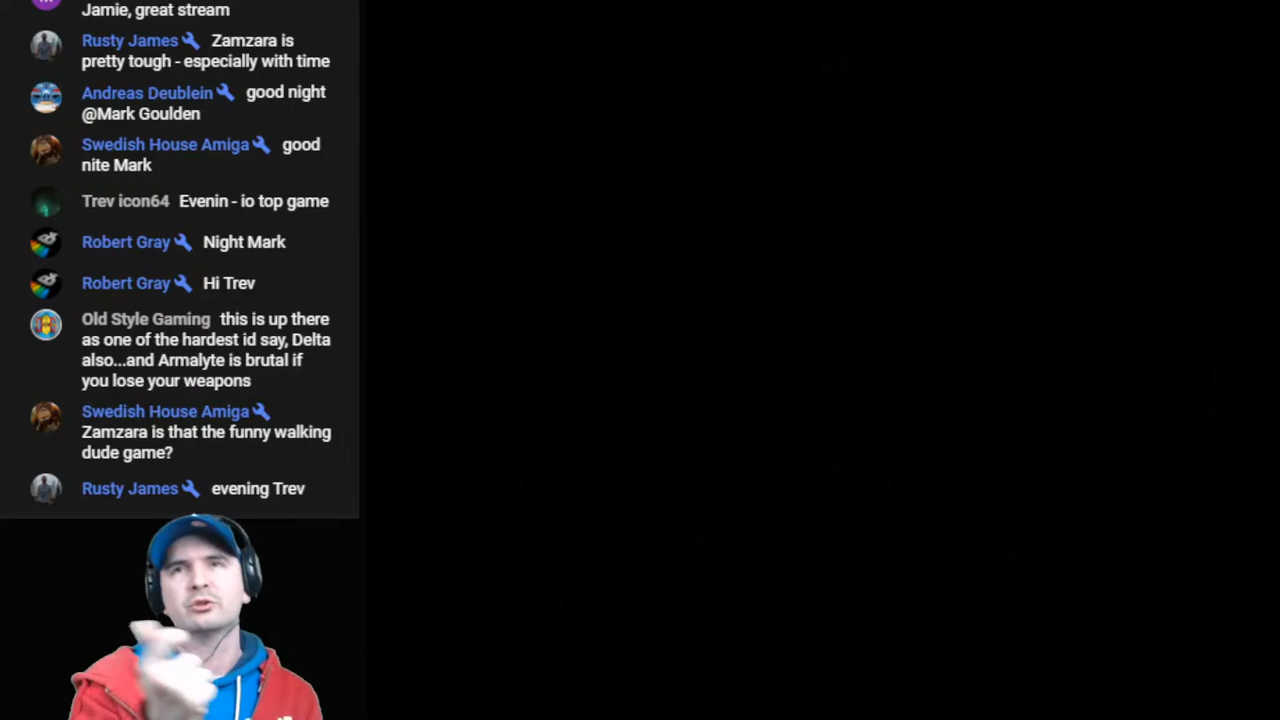 Jamie, great stream
Rusty James Zamzara is
pretty tough - especially with time
Andreas Deublein good night
@Mark Goulden
Swedish House Amiga good
nite Mark
Trev icon64 Evenin - io top game
Robert Gray Night Mark
Robert Gray Hi Trev
Old Style Gaming this is up there
as one of the hardest id say, Delta
also...and Armalyte is brutal if
you lose your weapons
Swedish House Amiga
Zamzara is that the funny walking
dude game?
Rusty James evening Trev